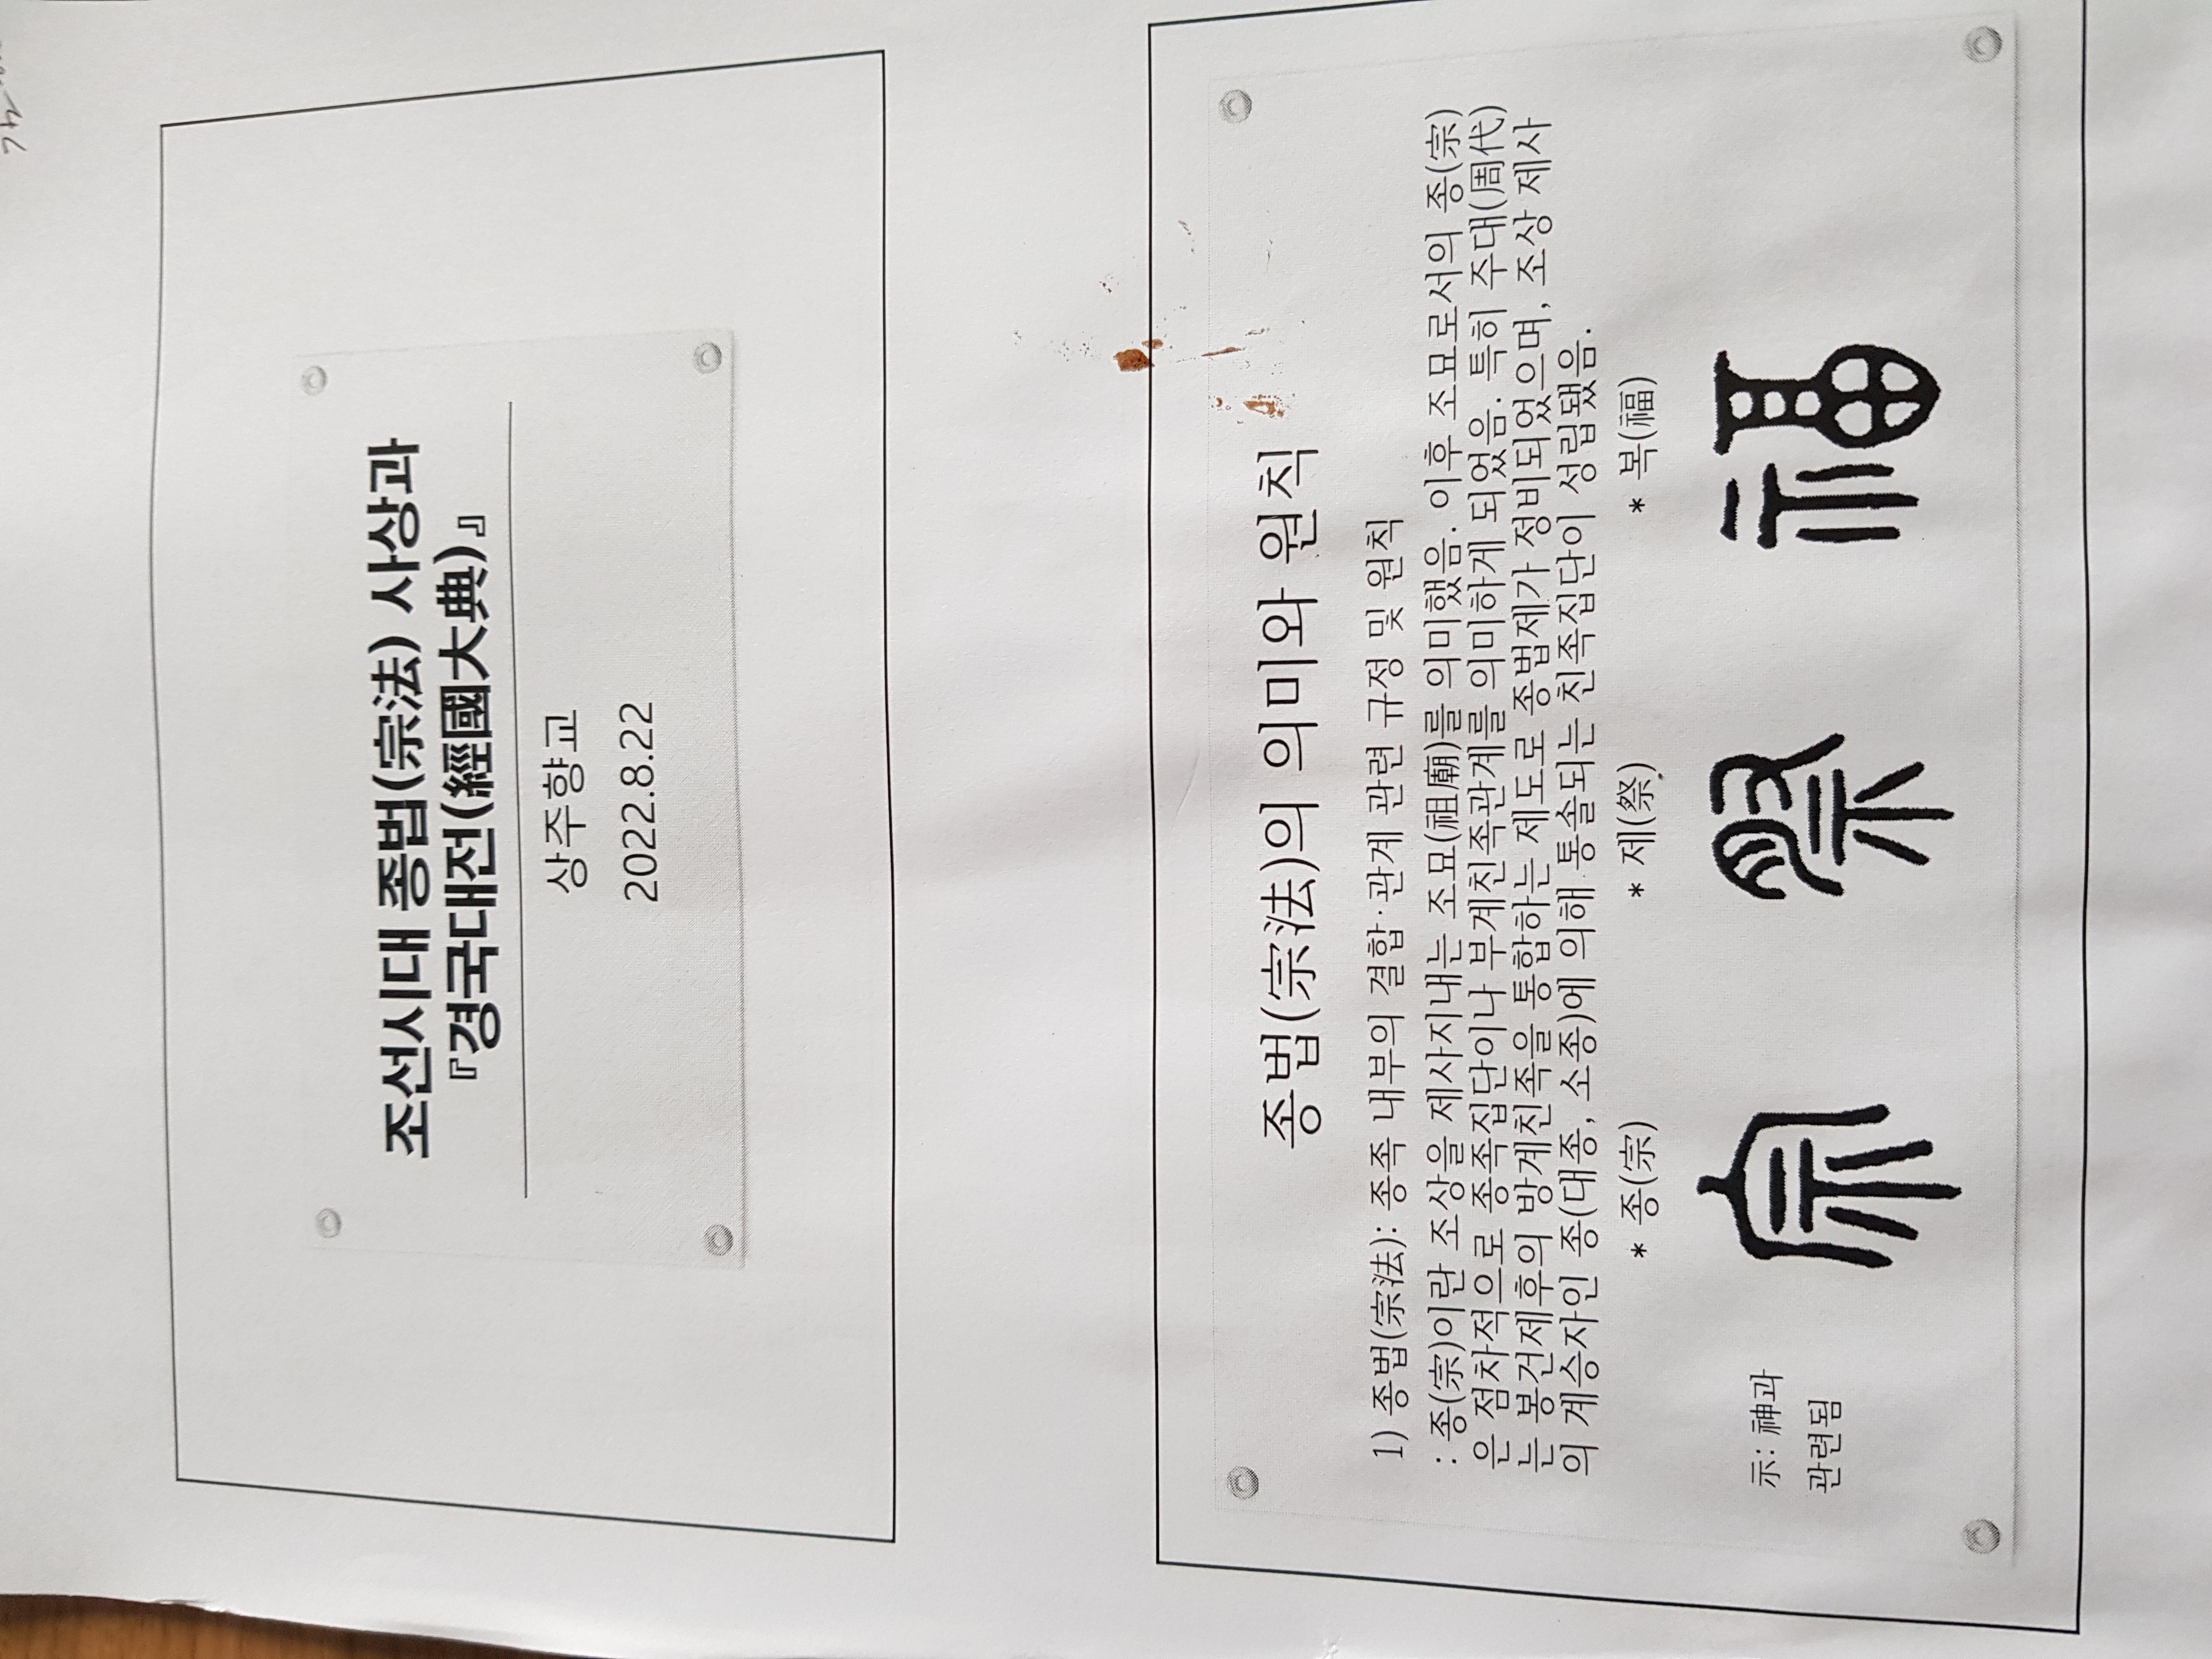 조선시대 종법(宗法) 사상과
『경국대전(經國大典)』
상주향교
2022.8.22
종법(宗法)의 의미와 원칙
1) 종법(宗法): 종족 내부의 결합·관계 관련 규정 및 원칙
: 종(宗)이란 조상을 제사지내는 조묘(祖廟)를 의미했음. 이후 조묘로서의 종(宗)
은 점차적으로 종족집단이나 부계친족관계를 의미하게 되었음. 특히 주대(周代)
는 봉건제후의 방계친족을 통합하는 제도로 종법제가 정비되었으며, 조상 제사
의 계승자인 종(대종, 소종)에 의해 통솔되는 친족집단이 성립됐음.
* 종(宗) * 제(祭) * 복(福)
示: 神과
관련됨